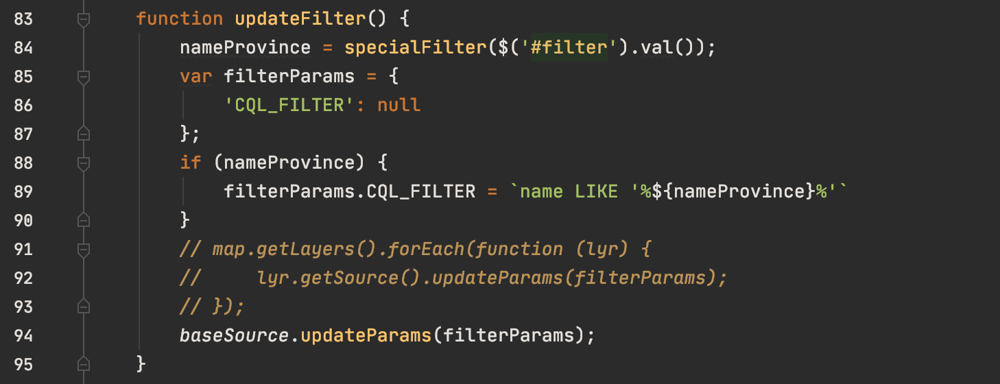 83 function updateFilter() {
84 nameProvince = specialFilter($('#filter').val());
85 var filterParams = {
86 'CQL_FILTER': null
87 };
88 if (nameProvince) {
89 filterParams.CQL_FILTER = `name LIKE '%${nameProvince}%'`
90 }
91 // map.getLayers().forEach(function (lyr) {
92 //     lyr.getSource().updateParams(filterParams);
93 // });
94 baseSource.updateParams(filterParams);
95 }